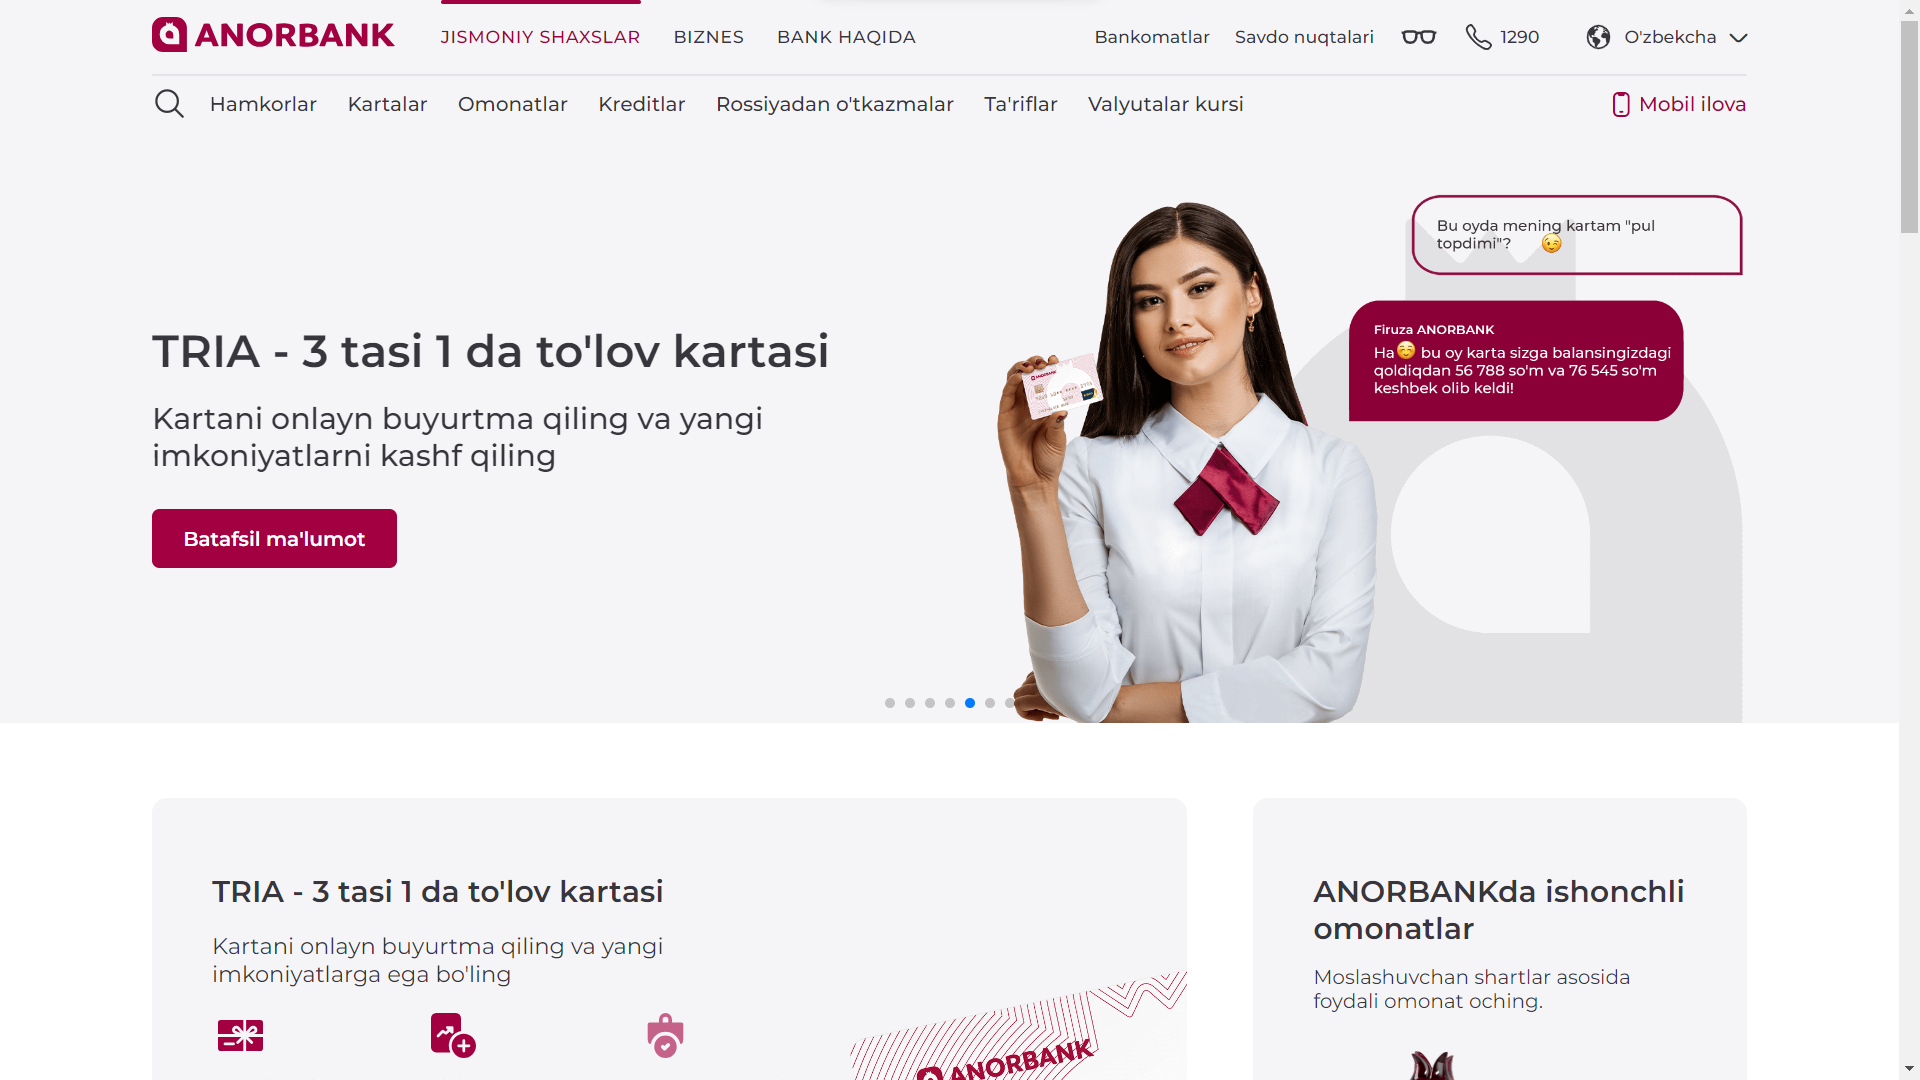 ANORBANK
JISMONIY SHAXSLAR
BIZNES
BANK HAQIDA
Bankomatlar
Savdo nuqtalari
1290
O'zbekcha
Hamkorlar
Kartalar
Omonatlar
Kreditlar
Rossiyadan o'tkazmalar
Ta'riflar
Valyutalar kursi
Mobil ilova
Bu oyda mening kartam "pul
topdimi"? 😉
Firuza ANORBANK
Ha☺️ bu oy karta sizga balansingizdagi
qoldiqdan 56 788 so'm va 76 545 so'm
keshbek olib keldi!
TRIA - 3 tasi 1 da to'lov kartasi
Kartani onlayn buyurtma qiling va yangi
imkoniyatlarni kashf qiling
Batafsil ma'lumot
ANORBANK
TRIA - 3 tasi 1 da to'lov kartasi
Kartani onlayn buyurtma qiling va yangi
imkoniyatlarga ega bo'ling
ANORBANK
ANORBANKda ishonchli
omonatlar
Moslashuvchan shartlar asosida
foydali omonat oching.